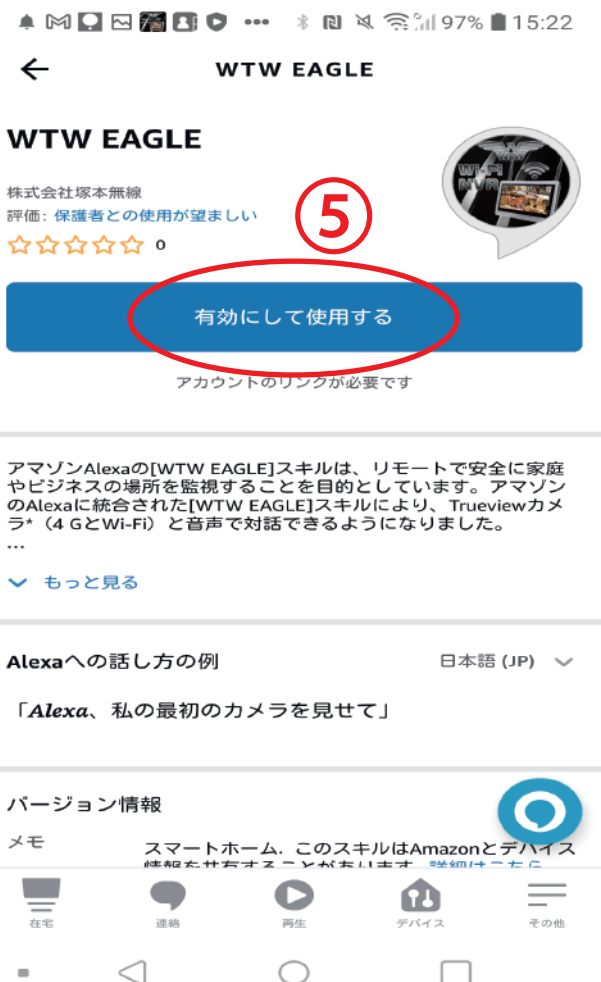 97% 15:22
WTW EAGLE
WTW EAGLE
株式会社塚本無線
評価: 保護者との使用が望ましい
0
⑤
WTW
Wi-Fi
NVR
有効にして使用する
アカウントのリンクが必要です
アマゾンAlexaの[WTW EAGLE]スキルは、リモートで安全に家庭
やビジネスの場所を監視することを目的としています。アマゾン
のAlexaに統合された[WTW EAGLE]スキルにより、Trueviewカメ
ラ*（4 GとWi-Fi）と音声で対話できるようになりました。
…
もっと見る
Alexaへの話し方の例
日本語 (JP)
「Alexa、私の最初のカメラを見せて」
バージョン情報
メモ
スマートホーム. このスキルはAmazonとデバイス
情報を共有することがあります. 詳細はこちら
在宅
連絡
再生
デバイス
その他